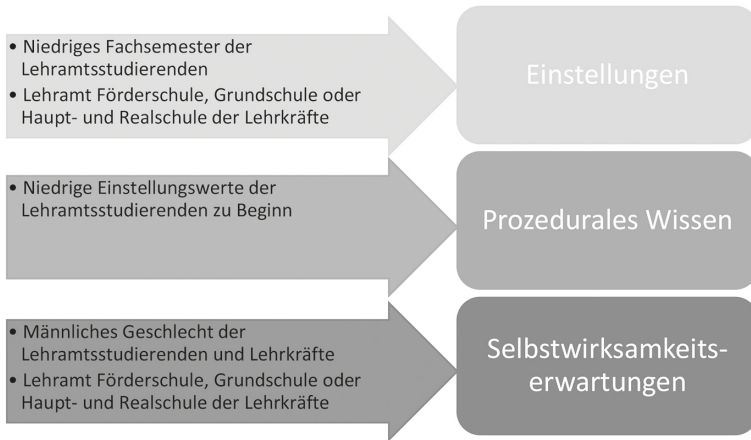 • Niedriges Fachsemester der
Lehramtsstudierenden
• Lehramt Förderschule, Grundschule oder
Haupt- und Realschule der Lehrkräfte
Einstellungen
• Niedrige Einstellungswerte der
Lehramtsstudierenden zu Beginn
Prozedurales Wissen
• Männliches Geschlecht der
Lehramtsstudierenden und Lehrkräfte
• Lehramt Förderschule, Grundschule oder
Haupt- und Realschule der Lehrkräfte
Selbstwirksamkeits-
erwartungen